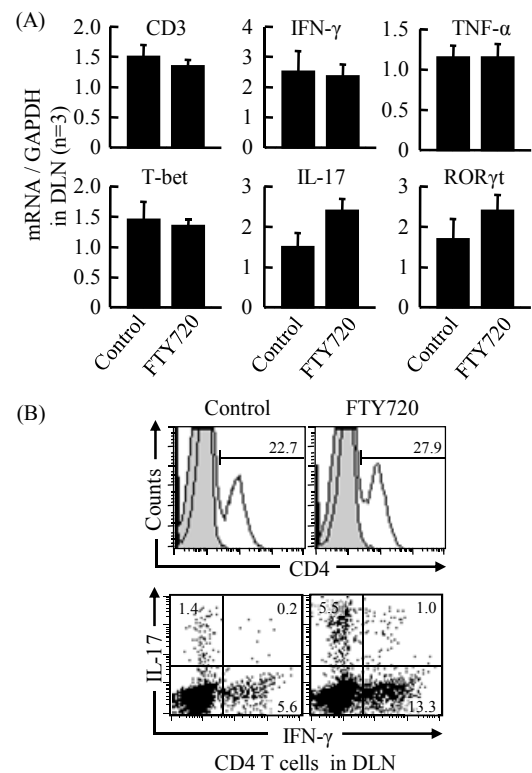 (A)
CD3
IFN-γ
TNF-α
mRNA / GAPDH
in DLN (n=3)
2.0
1.5
1.0
0.5
0
4
3
2
1
0
1.5
1.0
0.5
0
T-bet
IL-17
RORγt
2.0
1.5
1.0
0.5
0
3
2
1
0
3
2
1
0
Control
FTY720
Control
FTY720
Control
FTY720
(B)
Control
FTY720
Counts
22.7
27.9
CD4
IL-17
1.4
0.2
5.6
5.5
1.0
13.3
IFN-γ
CD4 T cells in DLN